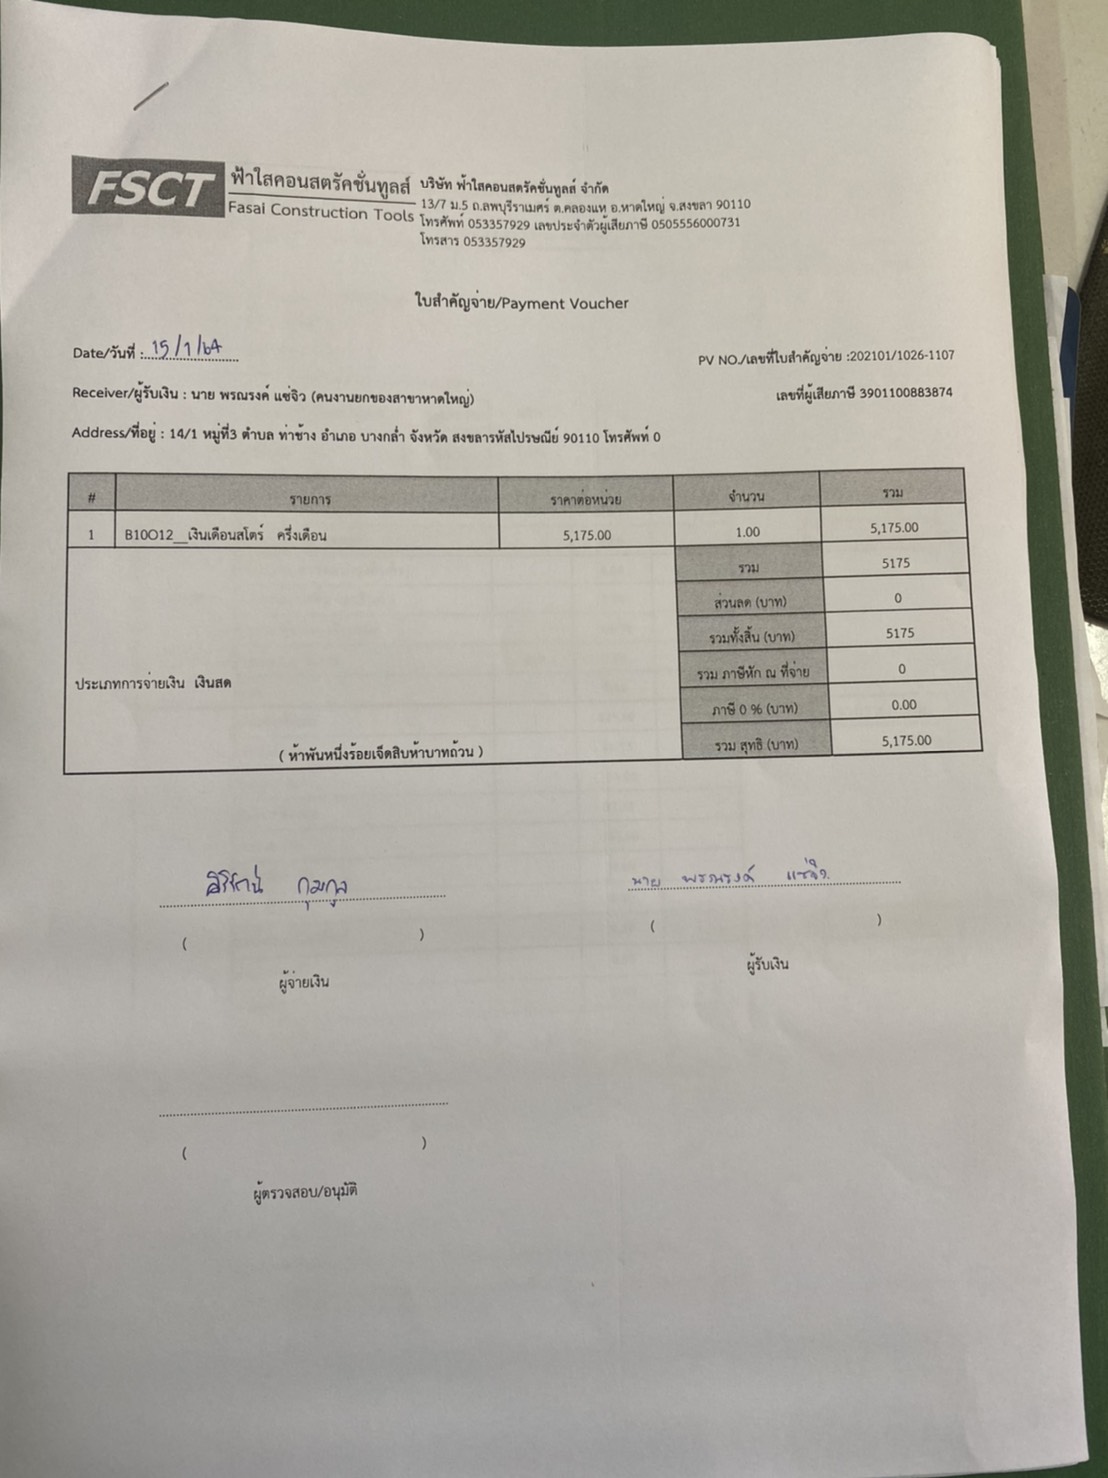 FSCT ฟ้าใสคอนสตรัคชั่นทูลส์
Fasai Construction Tools
บริษัท ฟ้าใสคอนสตรัคชั่นทูลส์ จำกัด
13/7 ม.5 ถ.ลพบุรีราเมศร์ ต.คลองแห อ.หาดใหญ่ จ.สงขลา 90110
โทรศัพท์ 053357929 เลขประจำตัวผู้เสียภาษี 0505556000731
โทรสาร 053357929
ใบสำคัญจ่าย/Payment Voucher
Date/วันที่ : 15/1/64
PV NO./เลขที่ใบสำคัญจ่าย :202101/1026-1107
Receiver/ผู้รับเงิน : นาย พรณรงค์ แซ่จิว (คนงานยกของสาขาหาดใหญ่)
เลขที่ผู้เสียภาษี 3901100883874
Address/ที่อยู่ : 14/1 หมู่ที่3 ตำบล ท่าช้าง อำเภอ บางกล่ำ จังหวัด สงขลารหัสไปรษณีย์ 90110 โทรศัพท์ 0
# รายการ ราคาต่อหน่วย จำนวน รวม
1 B10O12__เงินเดือนสโตร์ ครึ่งเดือน 5,175.00 1.00 5,175.00
รวม 5175
ส่วนลด (บาท) 0
รวมทั้งสิ้น (บาท) 5175
รวม ภาษีหัก ณ ที่จ่าย 0
ประเภทการจ่ายเงิน เงินสด
ภาษี 0 % (บาท) 0.00
( ห้าพันหนึ่งร้อยเจ็ดสิบห้าบาทถ้วน )
รวม สุทธิ (บาท) 5,175.00
นาย พรณรงค์ แซ่จิว
( ) ( )
ผู้จ่ายเงิน ผู้รับเงิน
( )
ผู้ตรวจสอบ/อนุมัติ